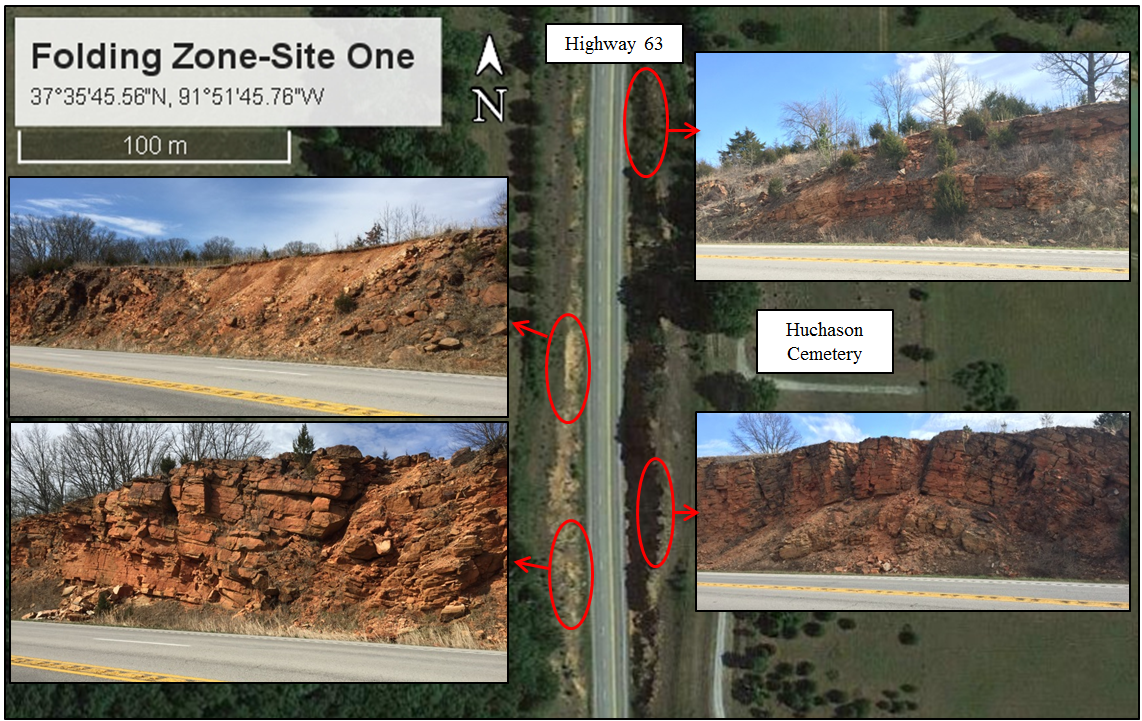 Folding Zone-Site One
37°35'45.56"N, 91°51'45.76"W
100 m
N
Highway 63
Huchason
Cemetery